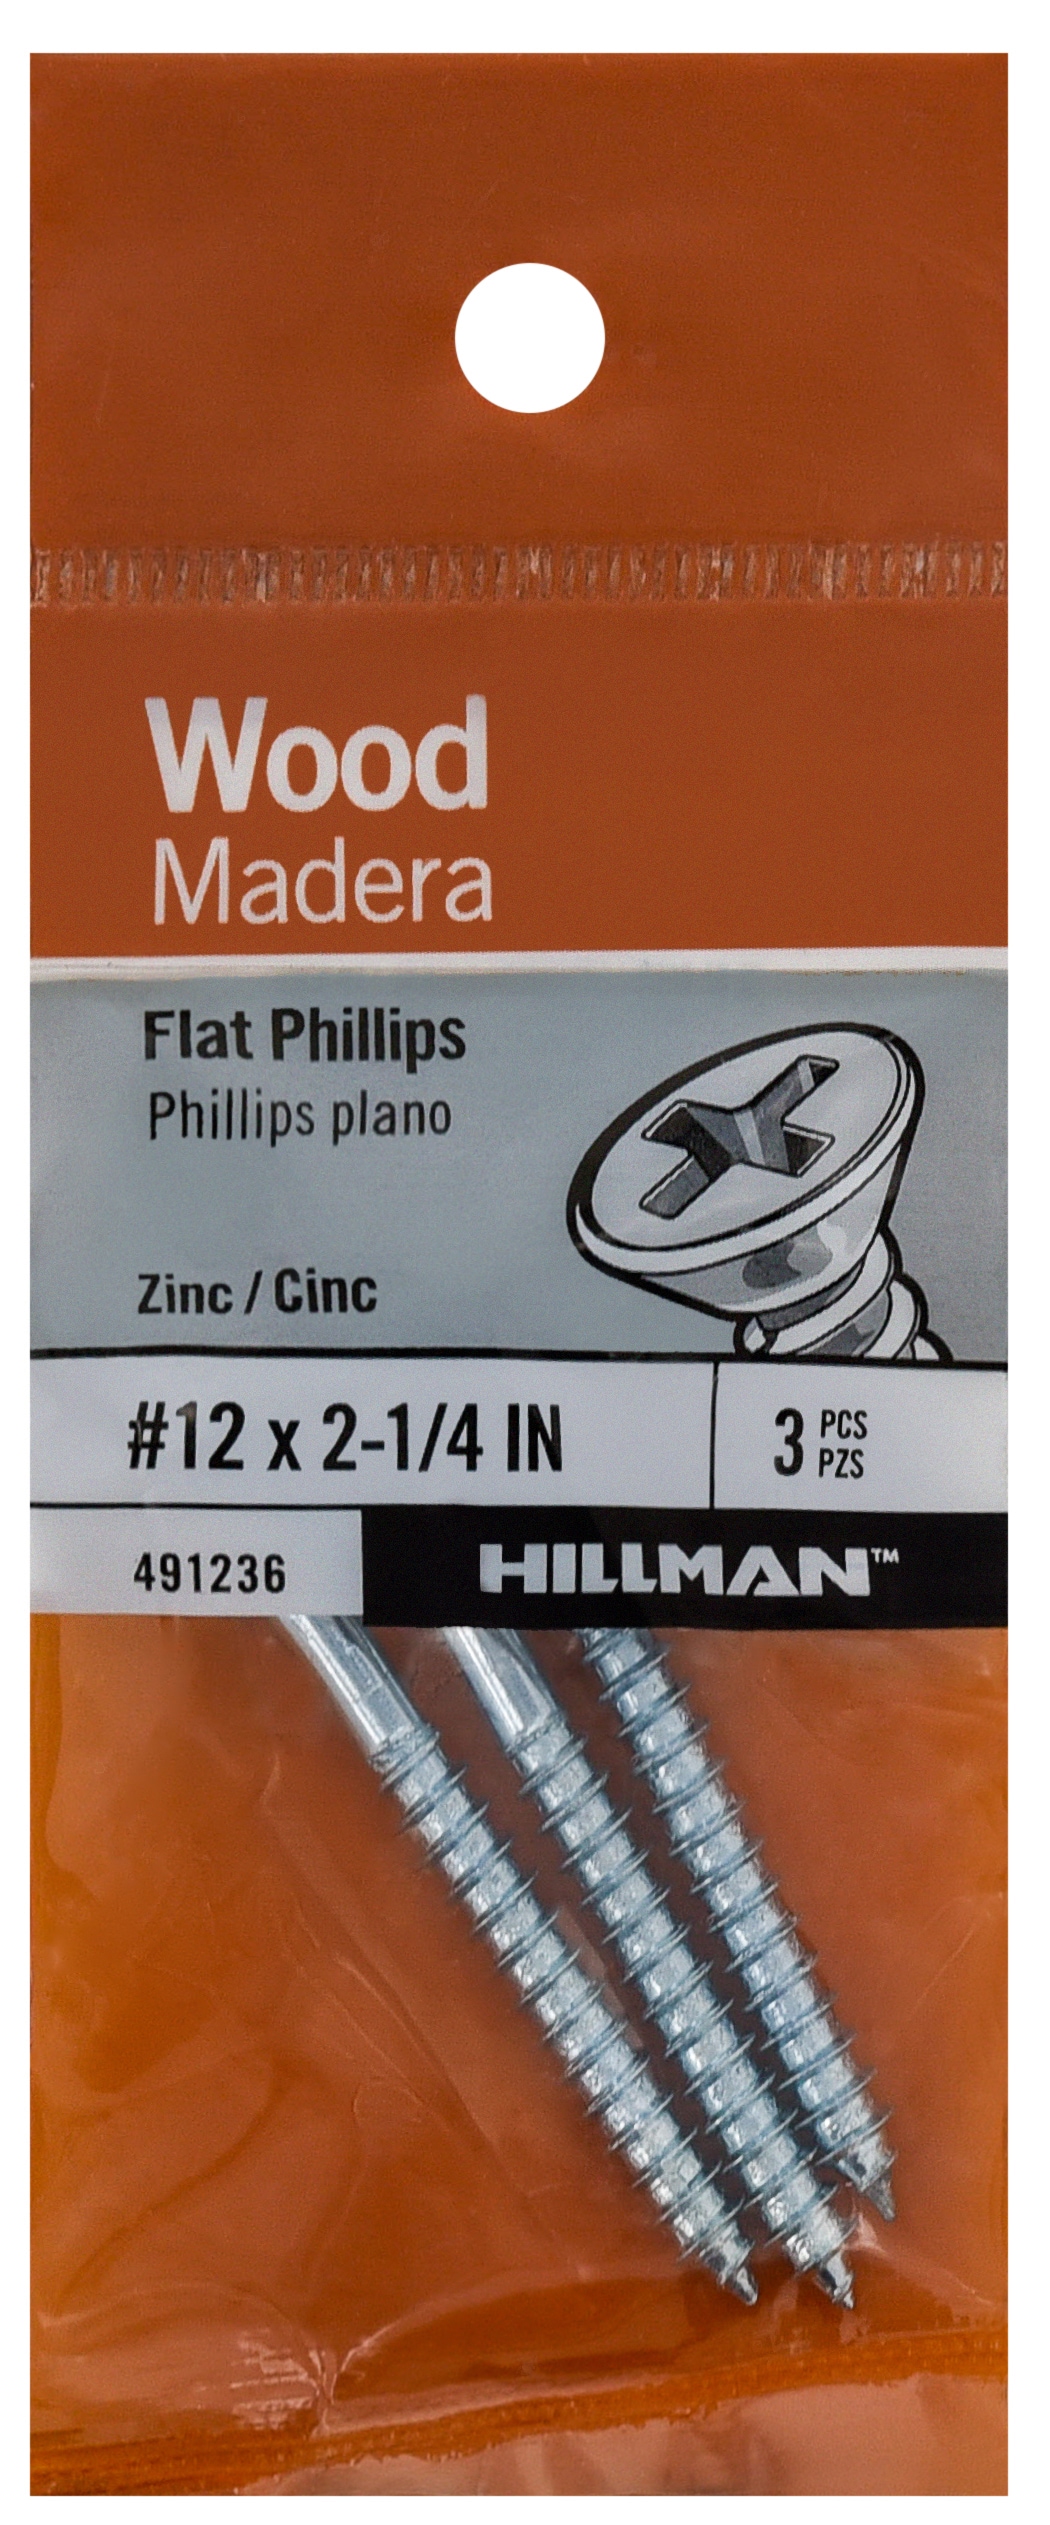 Wood
Madera
Flat Phillips
Phillips plano
Zinc / Cinc
#12 x 2-1/4 IN
3 PCS
PZS
491236
HILLMAN™